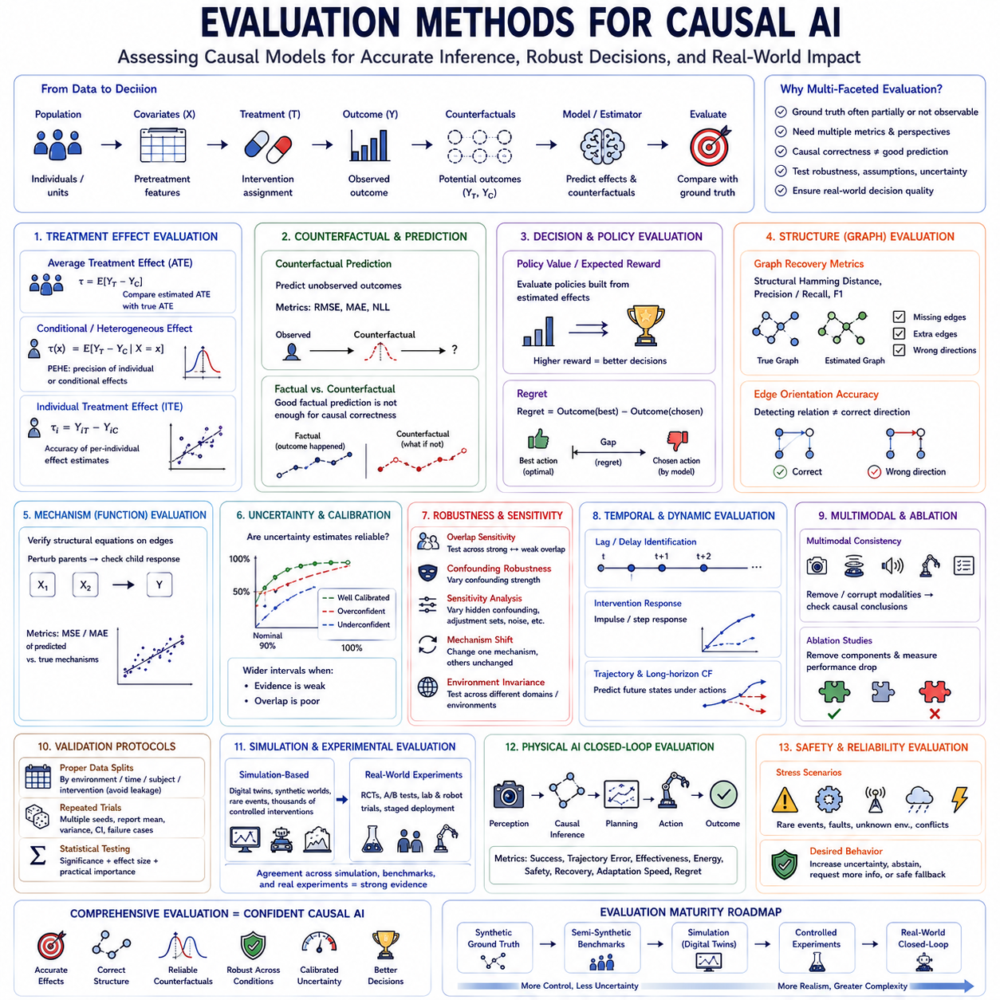 EVALUATION METHODS FOR CAUSAL AI
Assessing Causal Models for Accurate Inference, Robust Decisions, and Real-World Impact
From Data to Decision
Population
Individuals /
units
Covariates (X)
Pretreatment
features
Treatment (T)
Intervention
assignment
Outcome (Y)
Observed
outcome
Counterfactuals
Potential outcomes
(Y_T, Y_C)
Model / Estimator
Predict effects &
counterfactuals
Evaluate
Compare with
ground truth
Why Multi-Faceted Evaluation?
Ground truth often partially or not observable
Need multiple metrics & perspectives
Causal correctness ≠ good prediction
Test robustness, assumptions, uncertainty
Ensure real-world decision quality
1. TREATMENT EFFECT EVALUATION
Average Treatment Effect (ATE)
τ = E[Y_T − Y_C]
Compare estimated ATE
with true ATE
Conditional / Heterogeneous Effect
τ(x) = E[Y_T − Y_C | X = x]
PEHE: precision of individual
or conditional effects
Individual Treatment Effect (ITE)
τ_i = Y_iT − Y_iC
Accuracy of per-individual
effect estimates
2. COUNTERFACTUAL & PREDICTION
Counterfactual Prediction
Predict unobserved outcomes
Metrics: RMSE, MAE, NLL
Observed
Counterfactual
?
Factual vs. Counterfactual
Good factual prediction is not
enough for causal correctness
Factual
(outcome happened)
Counterfactual
(what if not)
3. DECISION & POLICY EVALUATION
Policy Value / Expected Reward
Evaluate policies built from
estimated effects
Higher reward = better decisions
Regret
Regret = Outcome(best) − Outcome(chosen)
Best action
(optimal)
Gap
(regret)
Chosen action
(by model)
4. STRUCTURE (GRAPH) EVALUATION
Graph Recovery Metrics
Structural Hamming Distance,
Precision / Recall, F1
True Graph
Estimated Graph
Missing edges
Extra edges
Wrong directions
Edge Orientation Accuracy
Detecting relation ≠ correct direction
Correct
Wrong direction
5. MECHANISM (FUNCTION) EVALUATION
Verify structural equations on edges
Perturb parents → check child response
X₁
X₂
Y
Metrics: MSE / MAE
of predicted
vs. true mechanisms
6. UNCERTAINTY & CALIBRATION
Are uncertainty estimates reliable?
100%
50%
Well Calibrated
Overconfident
Underconfident
Nominal
90%
100%
Wider intervals when:
• Evidence is weak
• Overlap is poor
7. ROBUSTNESS & SENSITIVITY
Overlap Sensitivity
Test across strong ↔ weak overlap
Confounding Robustness
Vary confounding strength
Sensitivity Analysis
Vary hidden confounding,
adjustment sets, noise, etc.
Mechanism Shift
Change one mechanism,
others unchanged
Environment Invariance
Test across different domains /
environments
8. TEMPORAL & DYNAMIC EVALUATION
Lag / Delay Identification
t
t+1
t+2
...
Intervention Response
Impulse / step response
Trajectory & Long-horizon CF
Predict future states under actions
9. MULTIMODAL & ABLATION
Multimodal Consistency
Remove / corrupt modalities →
check causal conclusions
Ablation Studies
Remove components & measure
performance drop
10. VALIDATION PROTOCOLS
Proper Data Splits
By environment / time / subject /
intervention (avoid leakage)
Repeated Trials
Multiple seeds, report mean,
variance, CI, failure cases
Σ
Statistical Testing
Significance + effect size +
practical importance
11. SIMULATION & EXPERIMENTAL EVALUATION
Simulation-Based
Digital twins, synthetic worlds,
rare events, thousands of
controlled interventions
Real-World Experiments
RCTs, A/B tests, lab & robot
trials, staged deployment
Agreement across simulation, benchmarks,
and real experiments = strong evidence
12. PHYSICAL AI CLOSED-LOOP EVALUATION
Perception
Causal
Inference
Planning
Action
Outcome
Metrics: Success, Trajectory Error, Effectiveness, Energy,
Safety, Recovery, Adaptation Speed, Regret
13. SAFETY & RELIABILITY EVALUATION
Stress Scenarios
Rare events, faults, unknown env., conflicts
Desired Behavior
Increase uncertainty, abstain,
request more info, or safe fallback
COMPREHENSIVE EVALUATION = CONFIDENT CAUSAL AI
Accurate
Effects
Correct
Structure
Reliable
Counterfactuals
Robust Across
Conditions
Calibrated
Uncertainty
Better
Decisions
EVALUATION MATURITY ROADMAP
Synthetic
Ground Truth
Semi-Synthetic
Benchmarks
Simulation
(Digital Twins)
Controlled
Experiments
Real-World
Closed-Loop
More Control, Less Uncertainty
More Realism, Greater Complexity